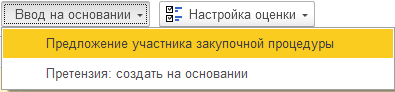 Ввод на основании Настройка оценки
Предложение участника закупочной процедуры
Претензия: создать на основании